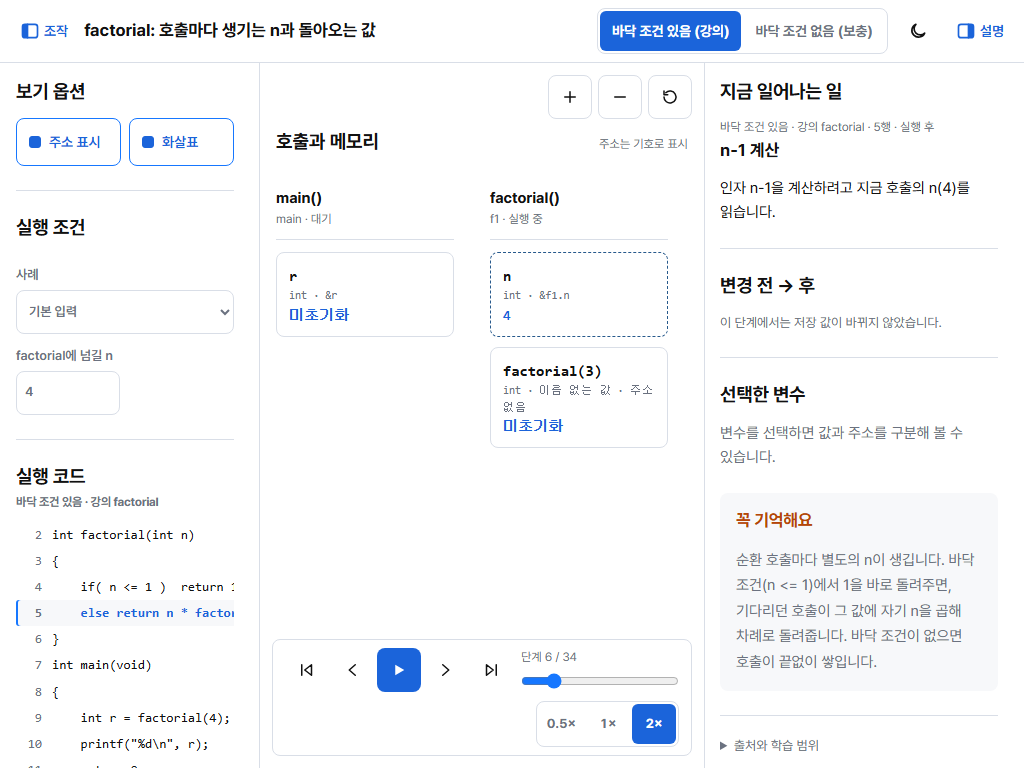 조작
factorial: 호출마다 생기는 n과 돌아오는 값
바닥 조건 있음 (강의)
바닥 조건 없음 (보충)
설명
보기 옵션
주소 표시
화살표
실행 조건
사례
기본 입력
factorial에 넘길 n
4
실행 코드
바닥 조건 있음 · 강의 factorial
2 int factorial(int n)
3 {
4 if( n <= 1 ) return
5 else return n * factor
6 }
7 int main(void)
8 {
9 int r = factorial(4);
10 printf("%d\n", r);
호출과 메모리
주소는 기호로 표시
main()
main · 대기
r
int · &r
미초기화
factorial()
f1 · 실행 중
n
int · &f1.n
4
factorial(3)
int · 이름 없는 값 · 주소
없음
미초기화
단계 6 / 34
0.5×
1×
2×
지금 일어나는 일
바닥 조건 있음 · 강의 factorial · 5행 · 실행 후
n-1 계산
인자 n-1을 계산하려고 지금 호출의 n(4)를
읽습니다.
변경 전 → 후
이 단계에서는 저장 값이 바뀌지 않았습니다.
선택한 변수
변수를 선택하면 값과 주소를 구분해 볼 수
있습니다.
꼭 기억해요
순환 호출마다 별도의 n이 생깁니다. 바닥
조건(n <= 1)에서 1을 바로 돌려주면,
기다리던 호출이 그 값에 자기 n을 곱해
차례로 돌려줍니다. 바닥 조건이 없으면
호출이 끝없이 쌓입니다.
출처와 학습 범위